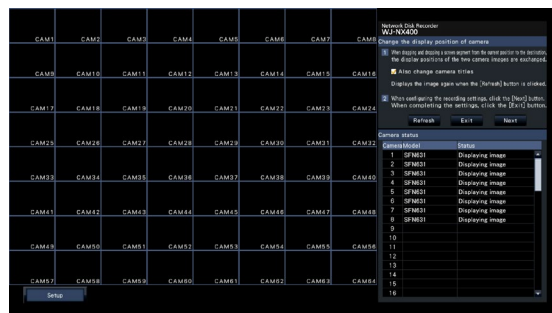 CAM1 CAM2 CAM3 CAM4 CAM5 CAM6 CAM7 CAM8
CAM9 CAM10 CAM11 CAM12 CAM13 CAM14 CAM15 CAM16
CAM17 CAM18 CAM19 CAM20 CAM21 CAM22 CAM23 CAM24
CAM25 CAM26 CAM27 CAM28 CAM29 CAM30 CAM31 CAM32
CAM33 CAM34 CAM35 CAM36 CAM37 CAM38 CAM39 CAM40
CAM41 CAM42 CAM43 CAM44 CAM45 CAM46 CAM47 CAM48
CAM49 CAM50 CAM51 CAM52 CAM53 CAM54 CAM55 CAM56
CAM57 CAM58 CAM59 CAM60 CAM61 CAM62 CAM63 CAM64
Setup
Network Disk Recorder
WJ-NX400
Change the display position of camera
1 When dragging and dropping a screen segment from the current position to the destination,
the display positions of the two camera images are exchanged.
Also change camera titles
Displays the image again when the [Refresh] button is clicked.
2 When configuring the recording settings, click the [Next] button.
When completing the settings, click the [Exit] button.
Refresh Exit Next
Camera status
Camera Model Status
1 SFN631 Displaying image
2 SFN631 Displaying image
3 SFN631 Displaying image
4 SFN631 Displaying image
5 SFN631 Displaying image
6 SFN631 Displaying image
7 SFN631 Displaying image
8 SFN631 Displaying image
9
10
11
12
13
14
15
16